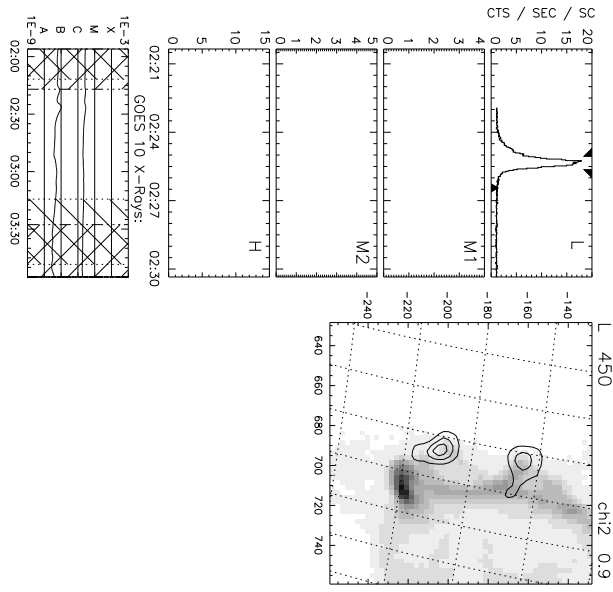 CTS / SEC / SC
0 5 10 15 20
L
0 1 2 3 4
M1
0 1 2 3 4 5
M2
0 5 10 15
H
02:21 02:24 02:27 02:30
GOES 10 X-Rays:
1E-9 1E-3
A B C M X
02:00 02:30 03:00 03:30
L 450 chi2 0.9
-240 -220 -200 -180 -160 -140
640 660 680 700 720 740